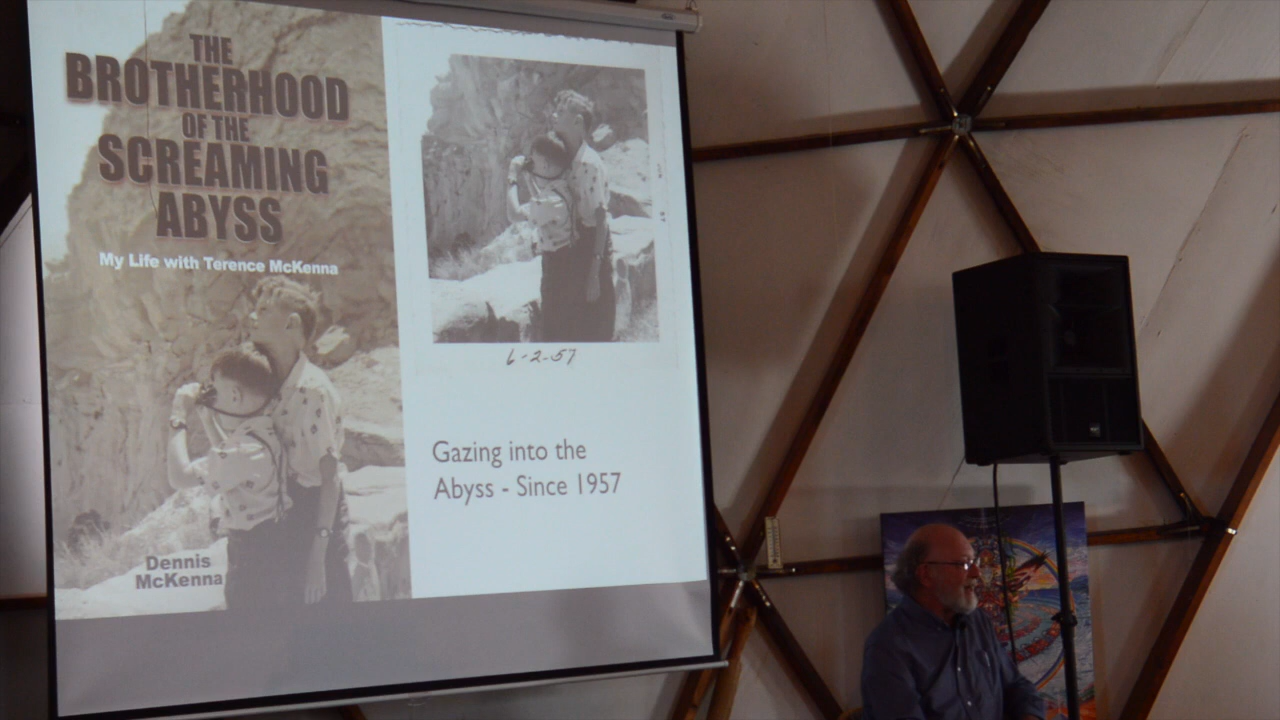 THE
BROTHERHOOD
OF THE
SCREAMING
ABYSS
My Life with Terence McKenna
Dennis
McKenna
6-2-57
Gazing into the
Abyss - Since 1957